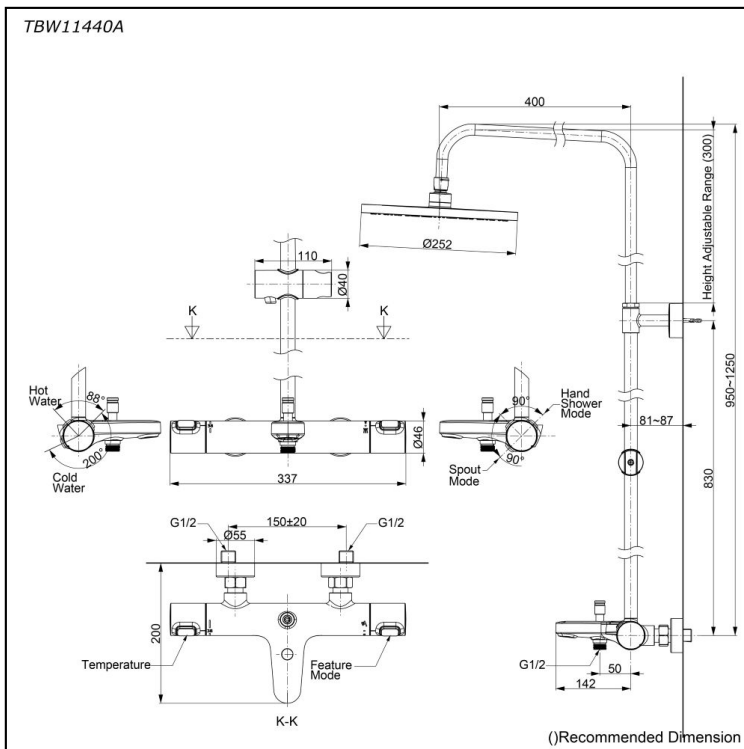 TBW11440A
400
Height Adjustable Range (300)
950~1250
Ø252
110
Ø40
K
K
Hot
Water
88°
200°
Cold
Water
Ø46
337
90°
90°
Hand
Shower
Mode
Spout
Mode
81~87
830
G1/2
150±20
G1/2
Ø55
200
Temperature
Feature
Mode
K-K
G1/2
50
142
()Recommended Dimension